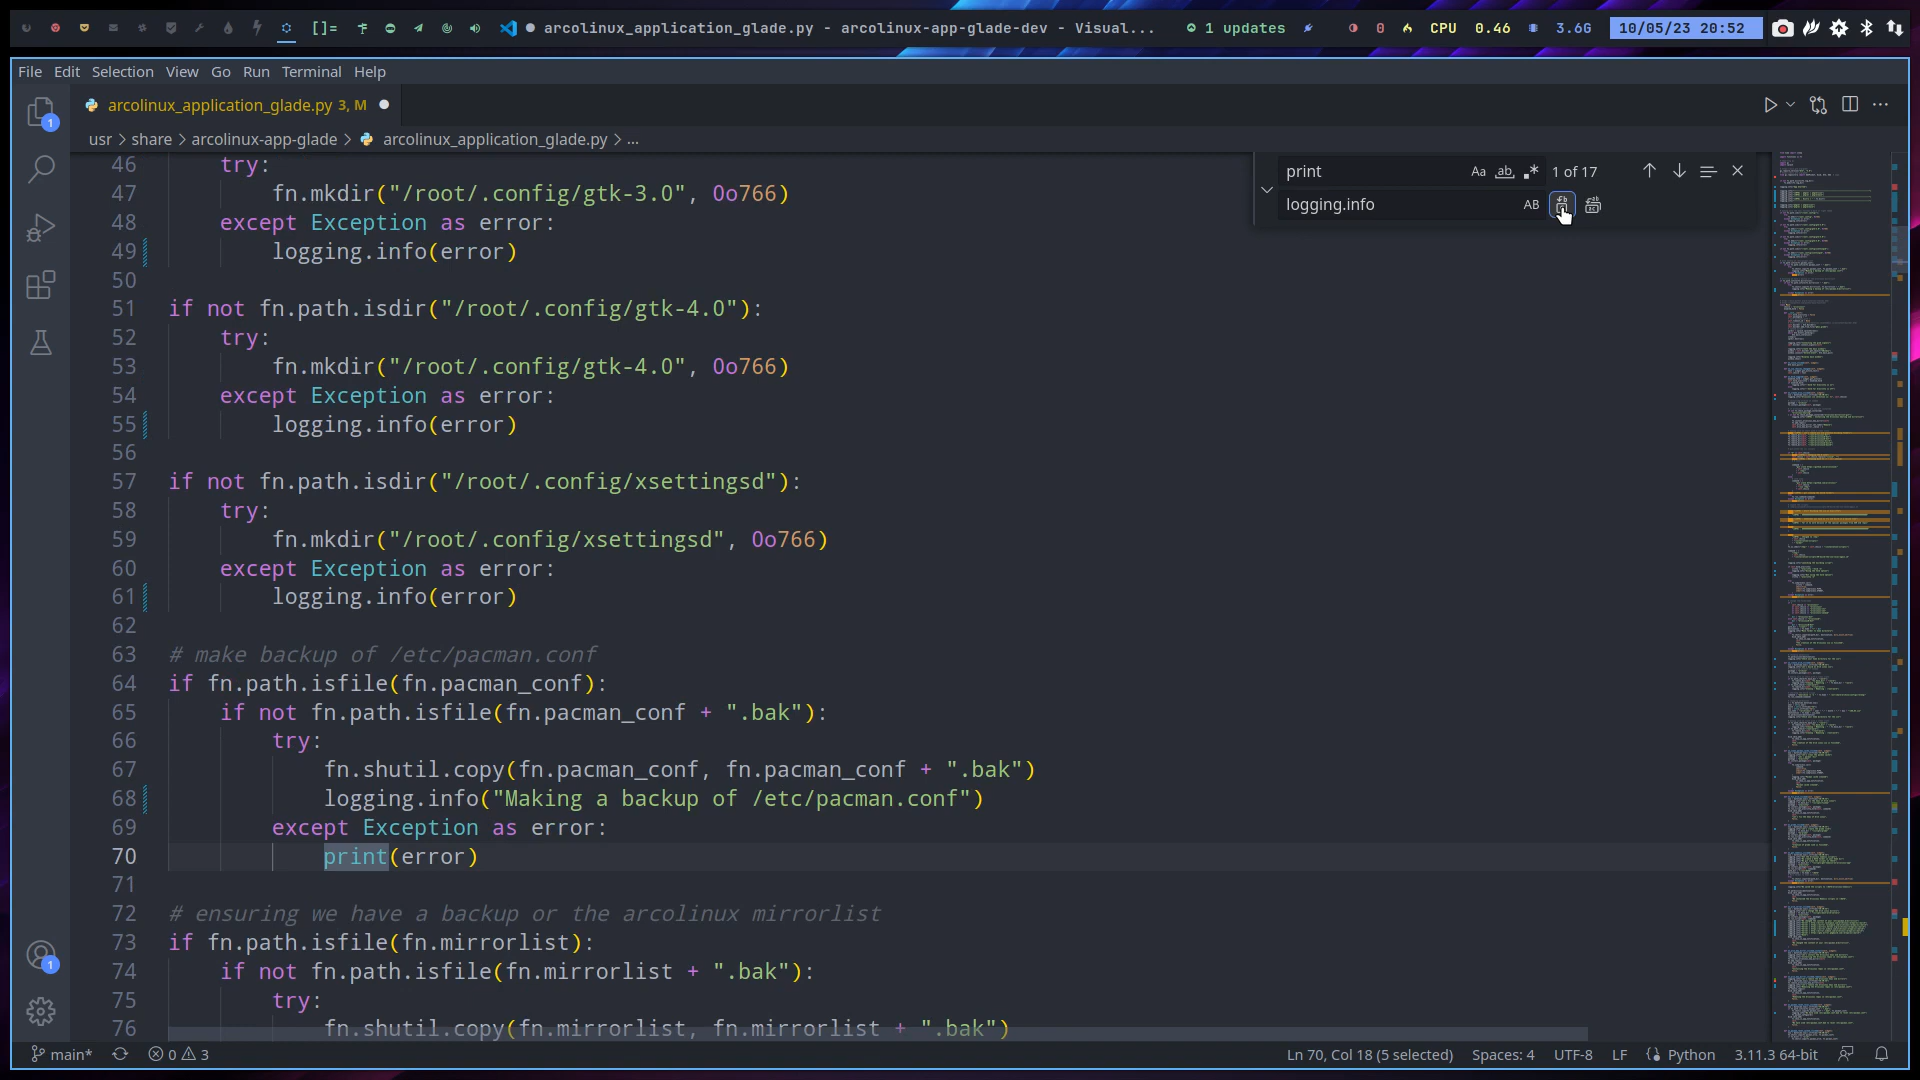 []= arcolinux_application_glade.py - arcolinux-app-glade-dev - Visual... 1 updates 0 CPU 0.46 3.6G 10/05/23 20:52
File Edit Selection View Go Run Terminal Help
arcolinux_application_glade.py 3, M
usr > share > arcolinux-app-glade > arcolinux_application_glade.py > ...
print Aa ab 1 of 17
logging.info AB
46 try:
47 fn.mkdir("/root/.config/gtk-3.0", 0o766)
48 except Exception as error:
49 logging.info(error)
50
51 if not fn.path.isdir("/root/.config/gtk-4.0"):
52 try:
53 fn.mkdir("/root/.config/gtk-4.0", 0o766)
54 except Exception as error:
55 logging.info(error)
56
57 if not fn.path.isdir("/root/.config/xsettingsd"):
58 try:
59 fn.mkdir("/root/.config/xsettingsd", 0o766)
60 except Exception as error:
61 logging.info(error)
62
63 # make backup of /etc/pacman.conf
64 if fn.path.isfile(fn.pacman_conf):
65 if not fn.path.isfile(fn.pacman_conf + ".bak"):
66 try:
67 fn.shutil.copy(fn.pacman_conf, fn.pacman_conf + ".bak")
68 logging.info("Making a backup of /etc/pacman.conf")
69 except Exception as error:
70 print(error)
71
72 # ensuring we have a backup or the arcolinux mirrorlist
73 if fn.path.isfile(fn.mirrorlist):
74 if not fn.path.isfile(fn.mirrorlist + ".bak"):
75 try:
76 fn.shutil.copy(fn.mirrorlist, fn.mirrorlist + ".bak")
1
1
main* 0 3 Ln 70, Col 18 (5 selected) Spaces: 4 UTF-8 LF Python 3.11.3 64-bit